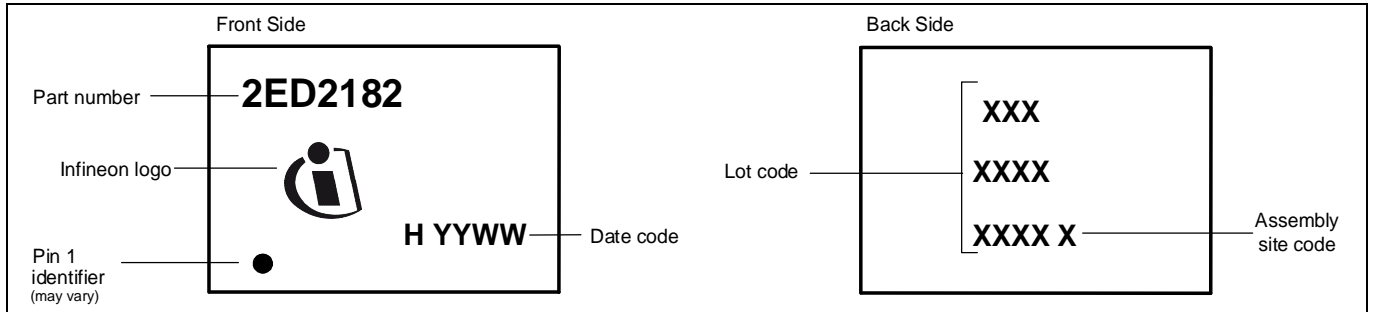 Front Side
Part number
2ED2182
Infineon logo
H YYWW
Date code
Pin 1
identifier
(may vary)
Back Side
XXX
Lot code
XXXX
XXXX X
Assembly
site code